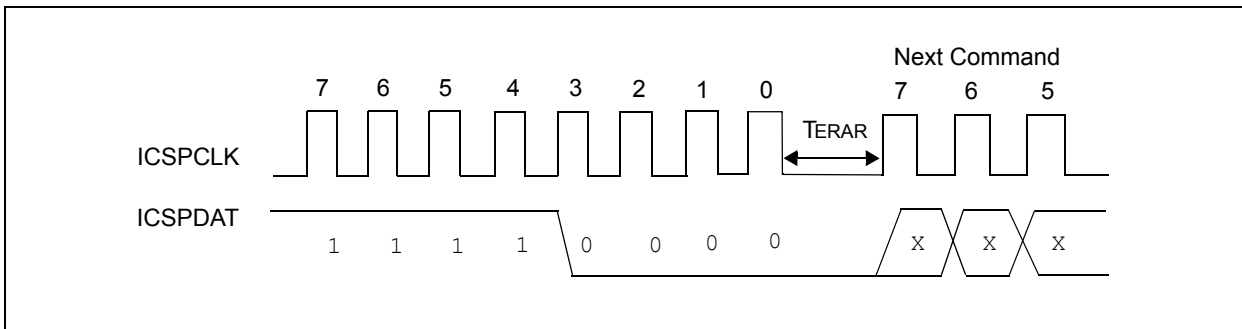 Next Command
7 6 5 4 3 2 1 0 7 6 5
TERAR
ICSPCLK
ICSPDAT
1 1 1 1 0 0 0 0 X X X